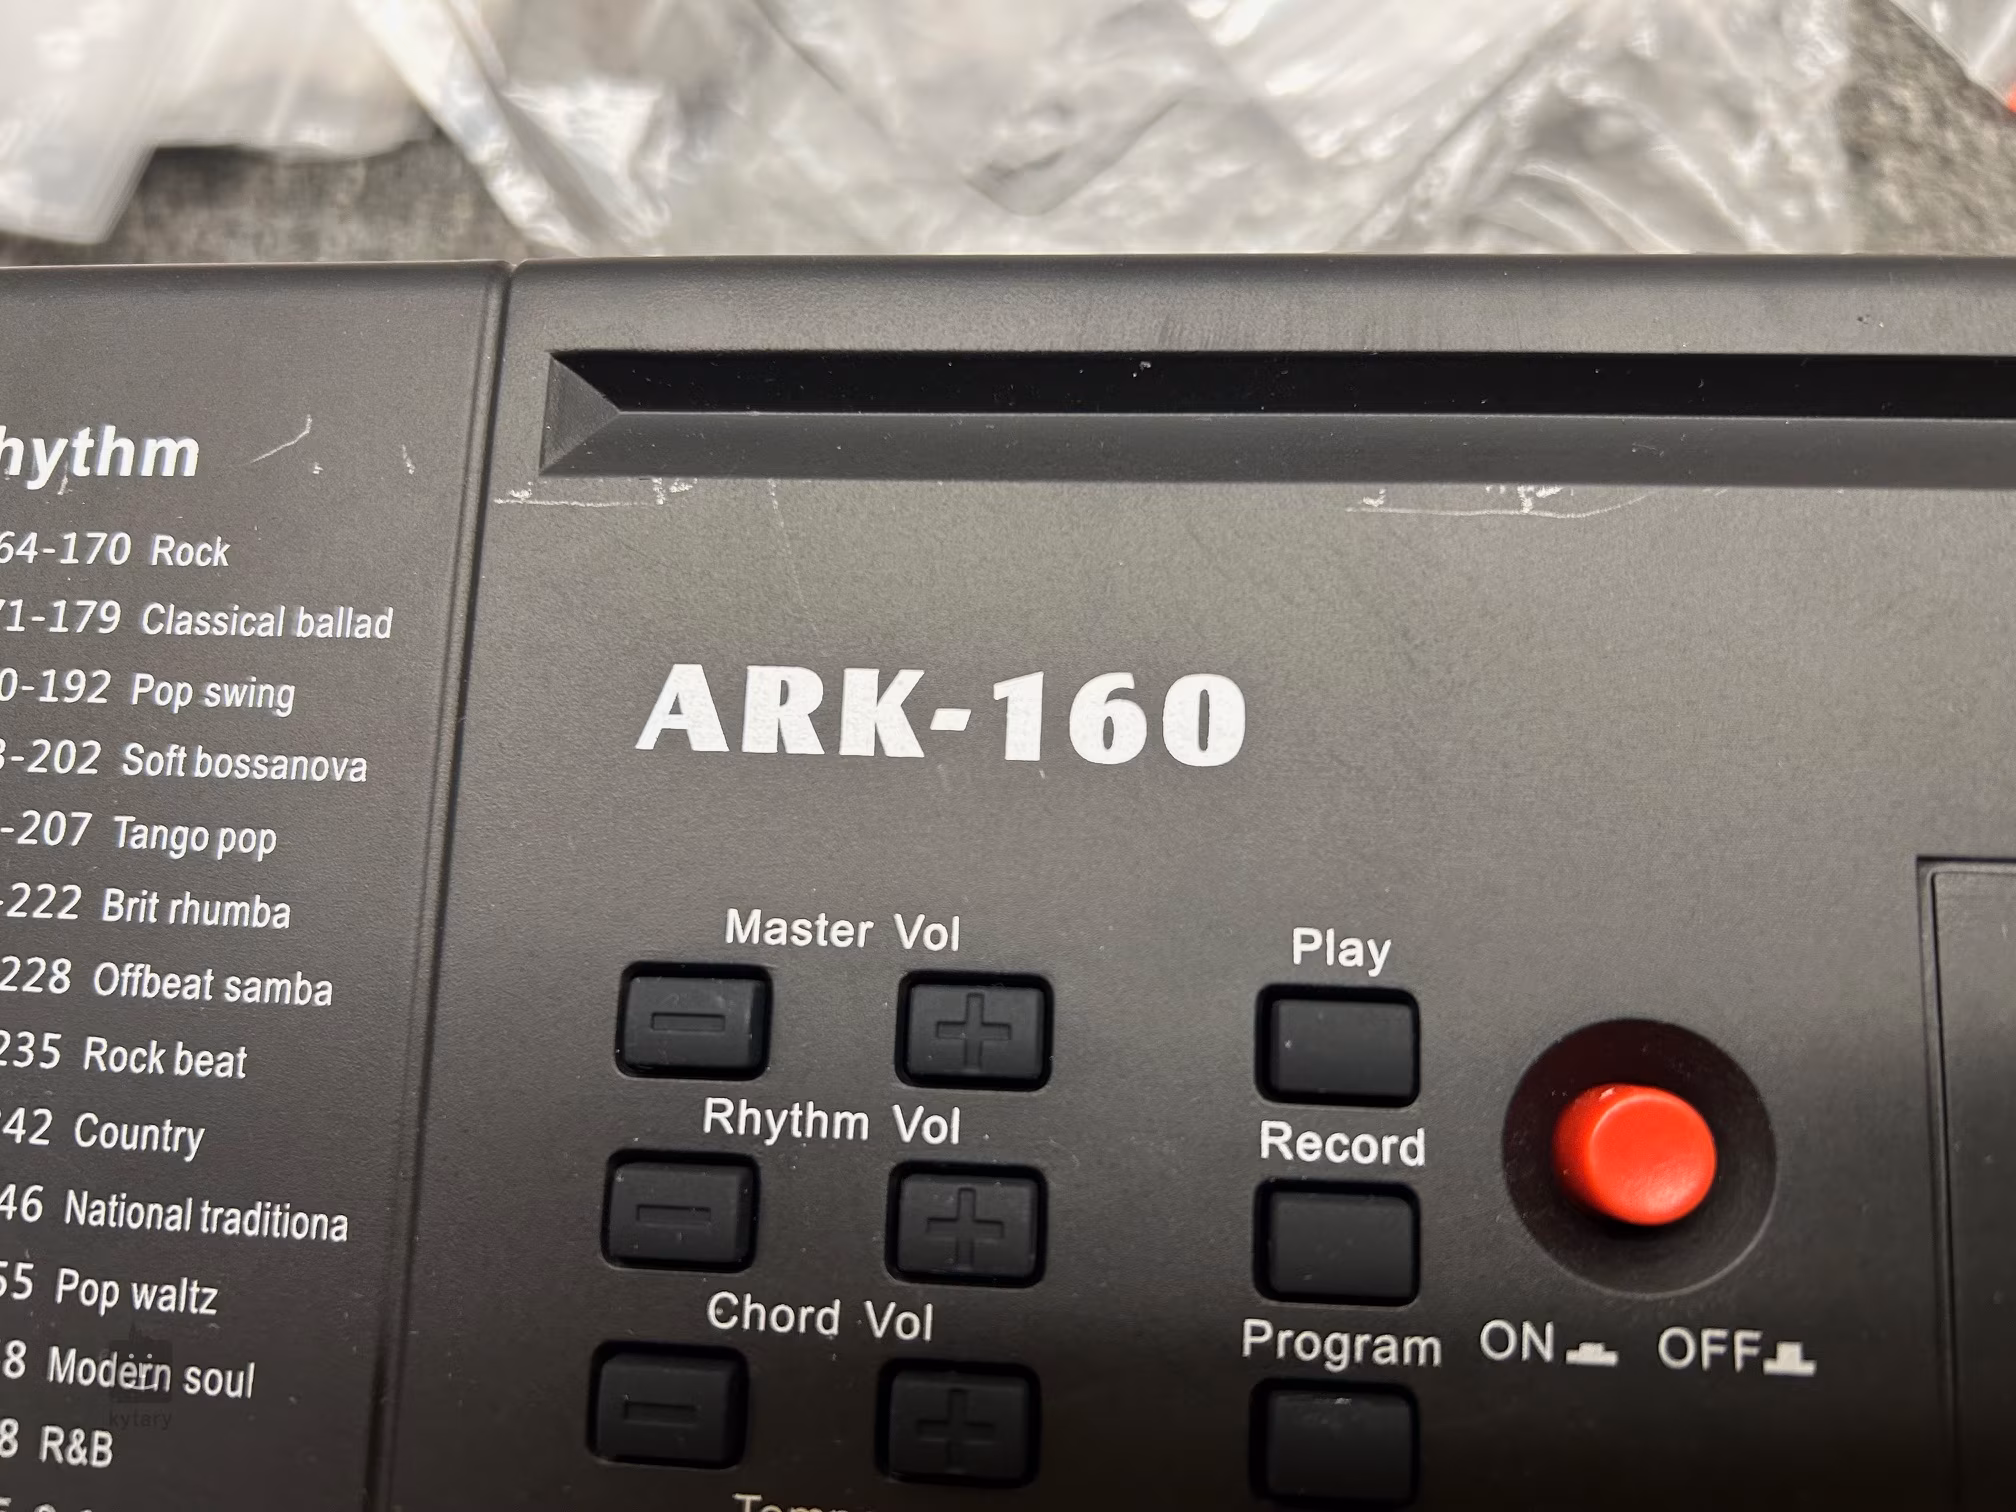 hythm
64-170 Rock
71-179 Classical ballad
0-192 Pop swing
3-202 Soft bossanova
-207 Tango pop
-222 Brit rhumba
228 Offbeat samba
235 Rock beat
42 Country
46 National traditiona
55 Pop waltz
8 Modern soul
8 R&B
ARK-160
Master Vol
Rhythm Vol
Chord Vol
Play
Record
Program
ON OFF
kytary